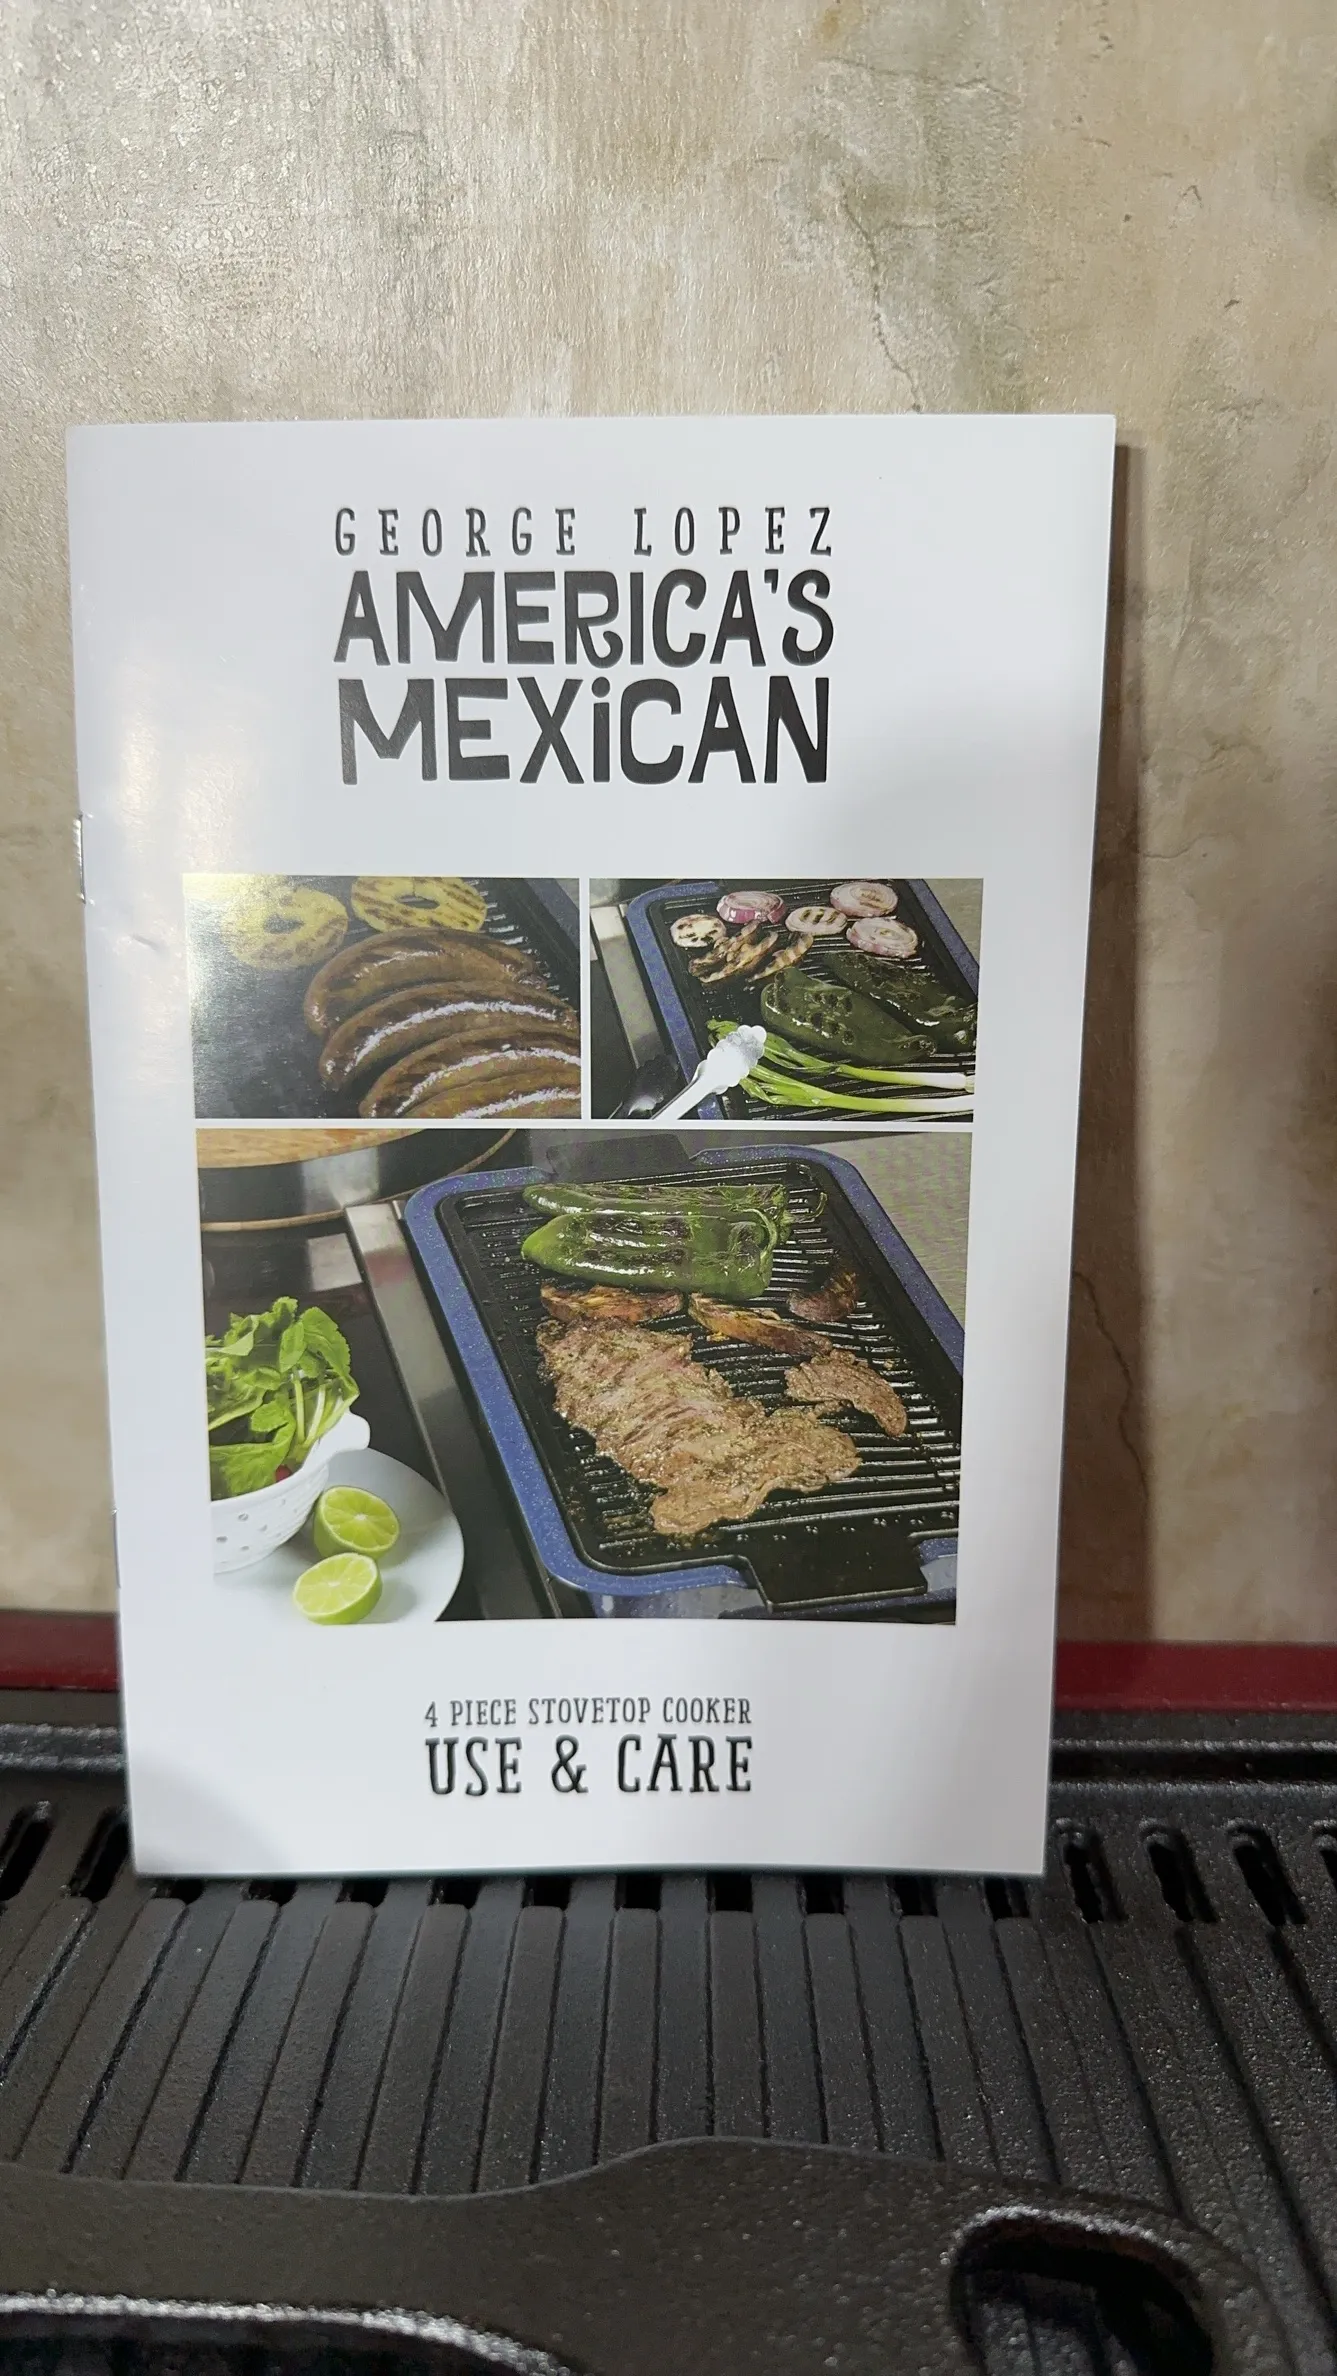 GEORGE LOPEZ
AMERICA'S
MEXiCAN
4 PIECE STOVETOP COOKER
USE & CARE